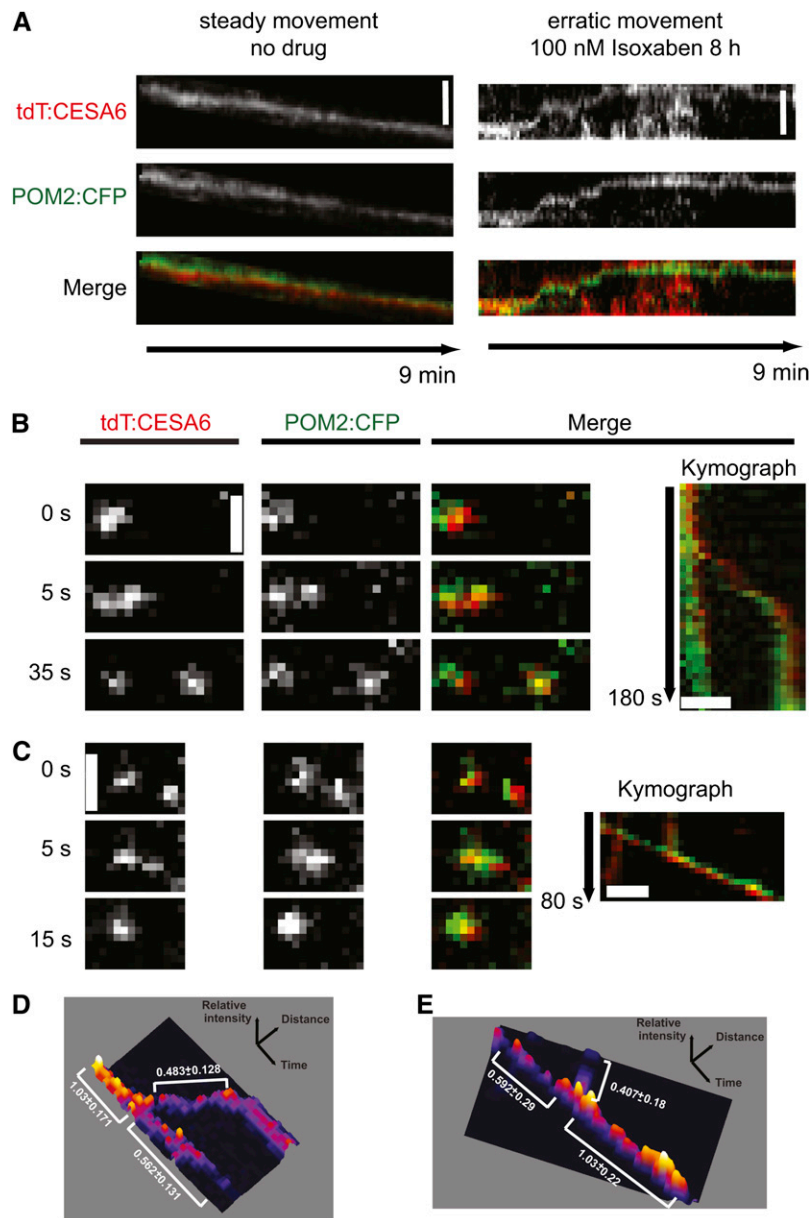 A
steady movement
no drug
erratic movement
100 nM Isoxaben 8 h
tdT:CESA6
POM2:CFP
Merge
9 min
9 min
B
tdT:CESA6
POM2:CFP
Merge
Kymograph
0 s
5 s
35 s
180 s
C
0 s
5 s
15 s
Kymograph
80 s
D
Relative
intensity
Distance
Time
0.483±0.128
1.03±0.171
0.562±0.131
E
Relative
intensity
Distance
Time
0.592±0.29
0.407±0.18
1.03±0.22